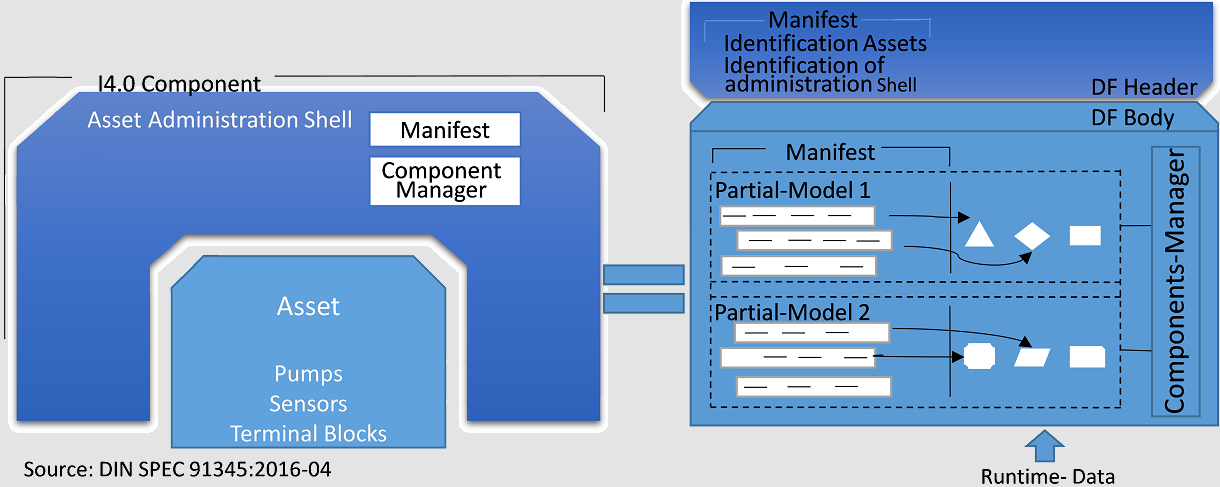 I4.0 Component
Asset Administration Shell
Manifest
Component
Manager
Asset
Pumps
Sensors
Terminal Blocks
Source: DIN SPEC 91345:2016-04
Manifest
Identification Assets
Identification of
administration Shell
DF Header
DF Body
Manifest
Partial-Model 1
Partial-Model 2
Components-Manager
Runtime- Data